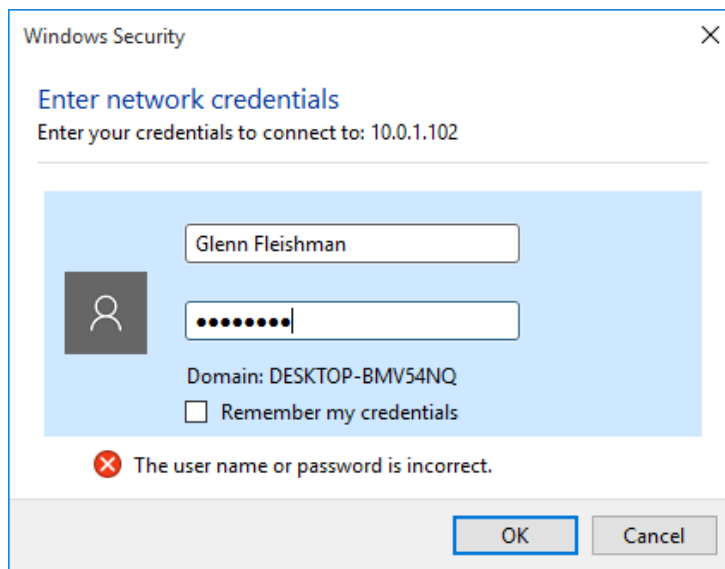 Windows Security
Enter network credentials
Enter your credentials to connect to: 10.0.1.102
Glenn Fleishman
●●●●●●●●
Domain: DESKTOP-BMV54NQ
Remember my credentials
The user name or password is incorrect.
OK
Cancel